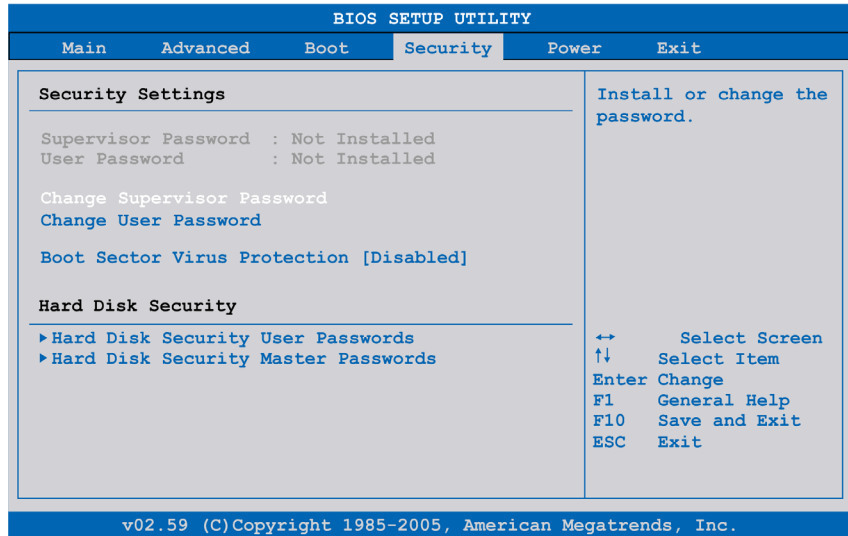 BIOS SETUP UTILITY
Main Advanced Boot Security Power Exit
Security Settings
Supervisor Password : Not Installed
User Password : Not Installed
Change Supervisor Password
Change User Password
Boot Sector Virus Protection [Disabled]
Hard Disk Security
Hard Disk Security User Passwords
Hard Disk Security Master Passwords
Install or change the
password.
↔ Select Screen
↑↓ Select Item
Enter Change
F1 General Help
F10 Save and Exit
ESC Exit
v02.59 (C)Copyright 1985-2005, American Megatrends, Inc.